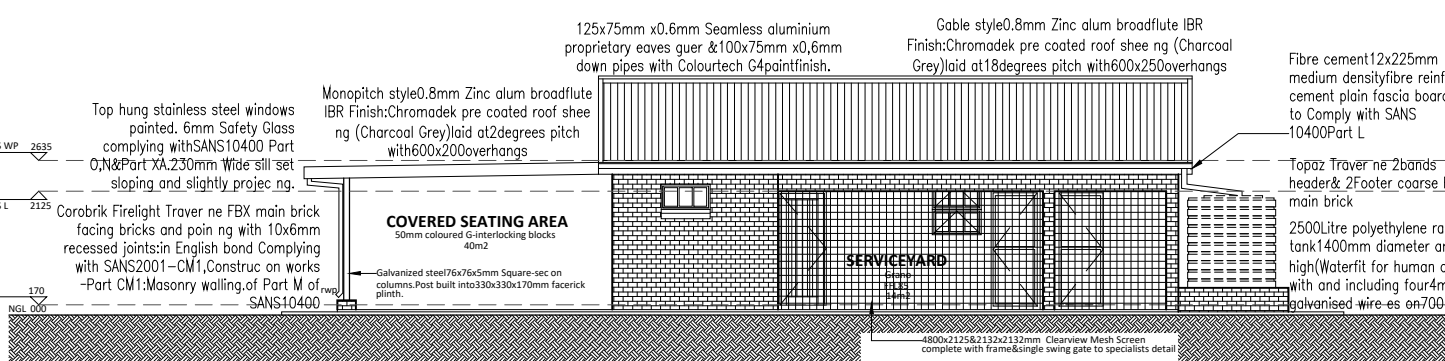 125x75mm x0.6mm Seamless aluminium
proprietary eaves guer &100x75mm x0,6mm
down pipes with Colourtech G4paintfinish.
Gable style0.8mm Zinc alum broadflute IBR
Finish:Chromadek pre coated roof shee ng (Charcoal
Grey)laid at18degrees pitch with600x250overhangs
Fibre cement12x225mm
medium densityfibre reinf
cement plain fascia board
to Comply with SANS
10400Part L
Monopitch style0.8mm Zinc alum broadflute
IBR Finish:Chromadek pre coated roof shee
ng (Charcoal Grey)laid at2degrees pitch
with600x200overhangs
Top hung stainless steel windows
painted. 6mm Safety Glass
complying withSANS10400 Part
O,N&Part XA.230mm Wide sill set
sloping and slightly projec ng.
WP 2635
L 2125
Corobrik Firelight Traver ne FBX main brick
facing bricks and poin ng with 10x6mm
recessed joints:in English bond Complying
with SANS2001-CM1,Construc on works
-Part CM1:Masonry walling.of Part M of
SANS10400
rwp
170
NGL 000
COVERED SEATING AREA
50mm coloured G-interlocking blocks
40m2
Galvanized steel76x76x5mm Square-sec on
columns.Post built into330x330x170mm facerick
plinth.
SERVICEYARD
Grano
FFL85
14m2
4800x2125&2132x2132mm Clearview Mesh Screen
complete with frame&single swing gate to specialists detail
Topaz Traver ne 2bands
header& 2Footer coarse
main brick
2500Litre polyethylene ra
tank1400mm diameter an
high(Waterfit for human
with and including four4m
galvanised wire es on700